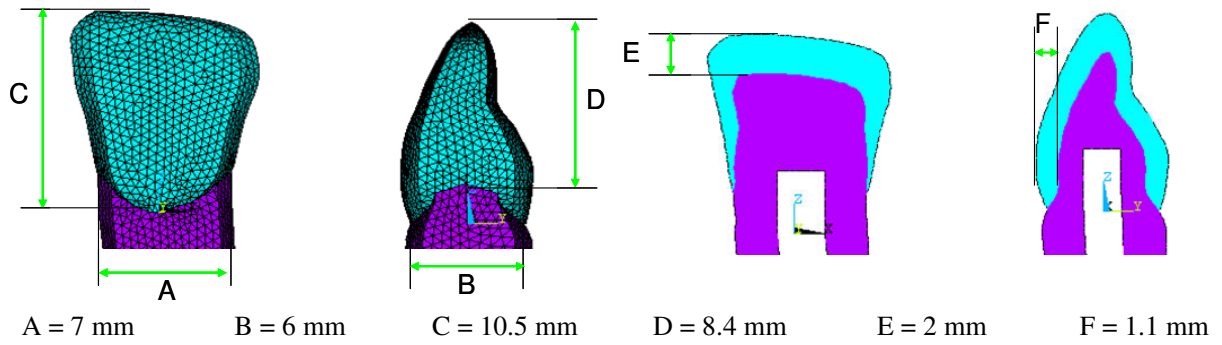 C
A
D
B
Y
E
Z
X
F
Z
Y
A = 7 mm B = 6 mm C = 10.5 mm D = 8.4 mm E = 2 mm F = 1.1 mm